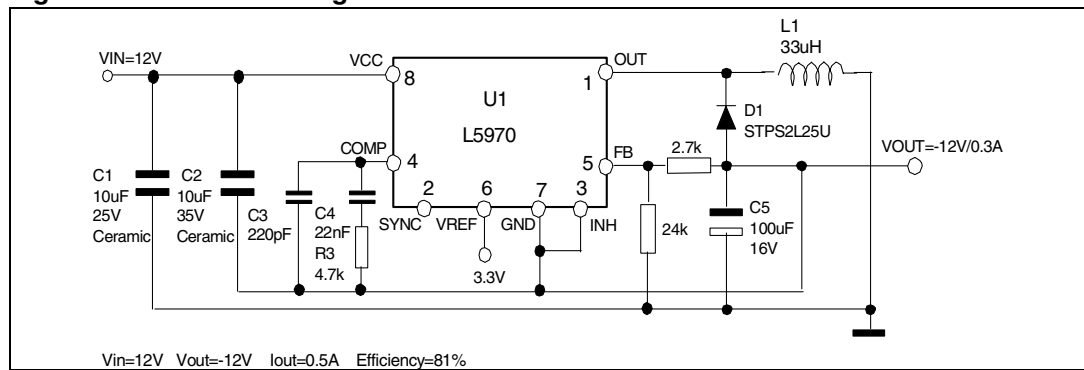 VIN=12V
VCC
8
OUT
1
L1
33uH
U1
L5970
D1
STPS2L25U
COMP
4
FB
5
2.7k
VOUT=-12V/0.3A
C1
10uF
25V
Ceramic
C2
10uF
35V
Ceramic
C3
220pF
C4
22nF
R3
4.7k
2
6
7
3
SYNC
VREF
GND
INH
3.3V
24k
C5
100uF
16V
Vin=12V Vout=-12V Iout=0.5A Efficiency=81%